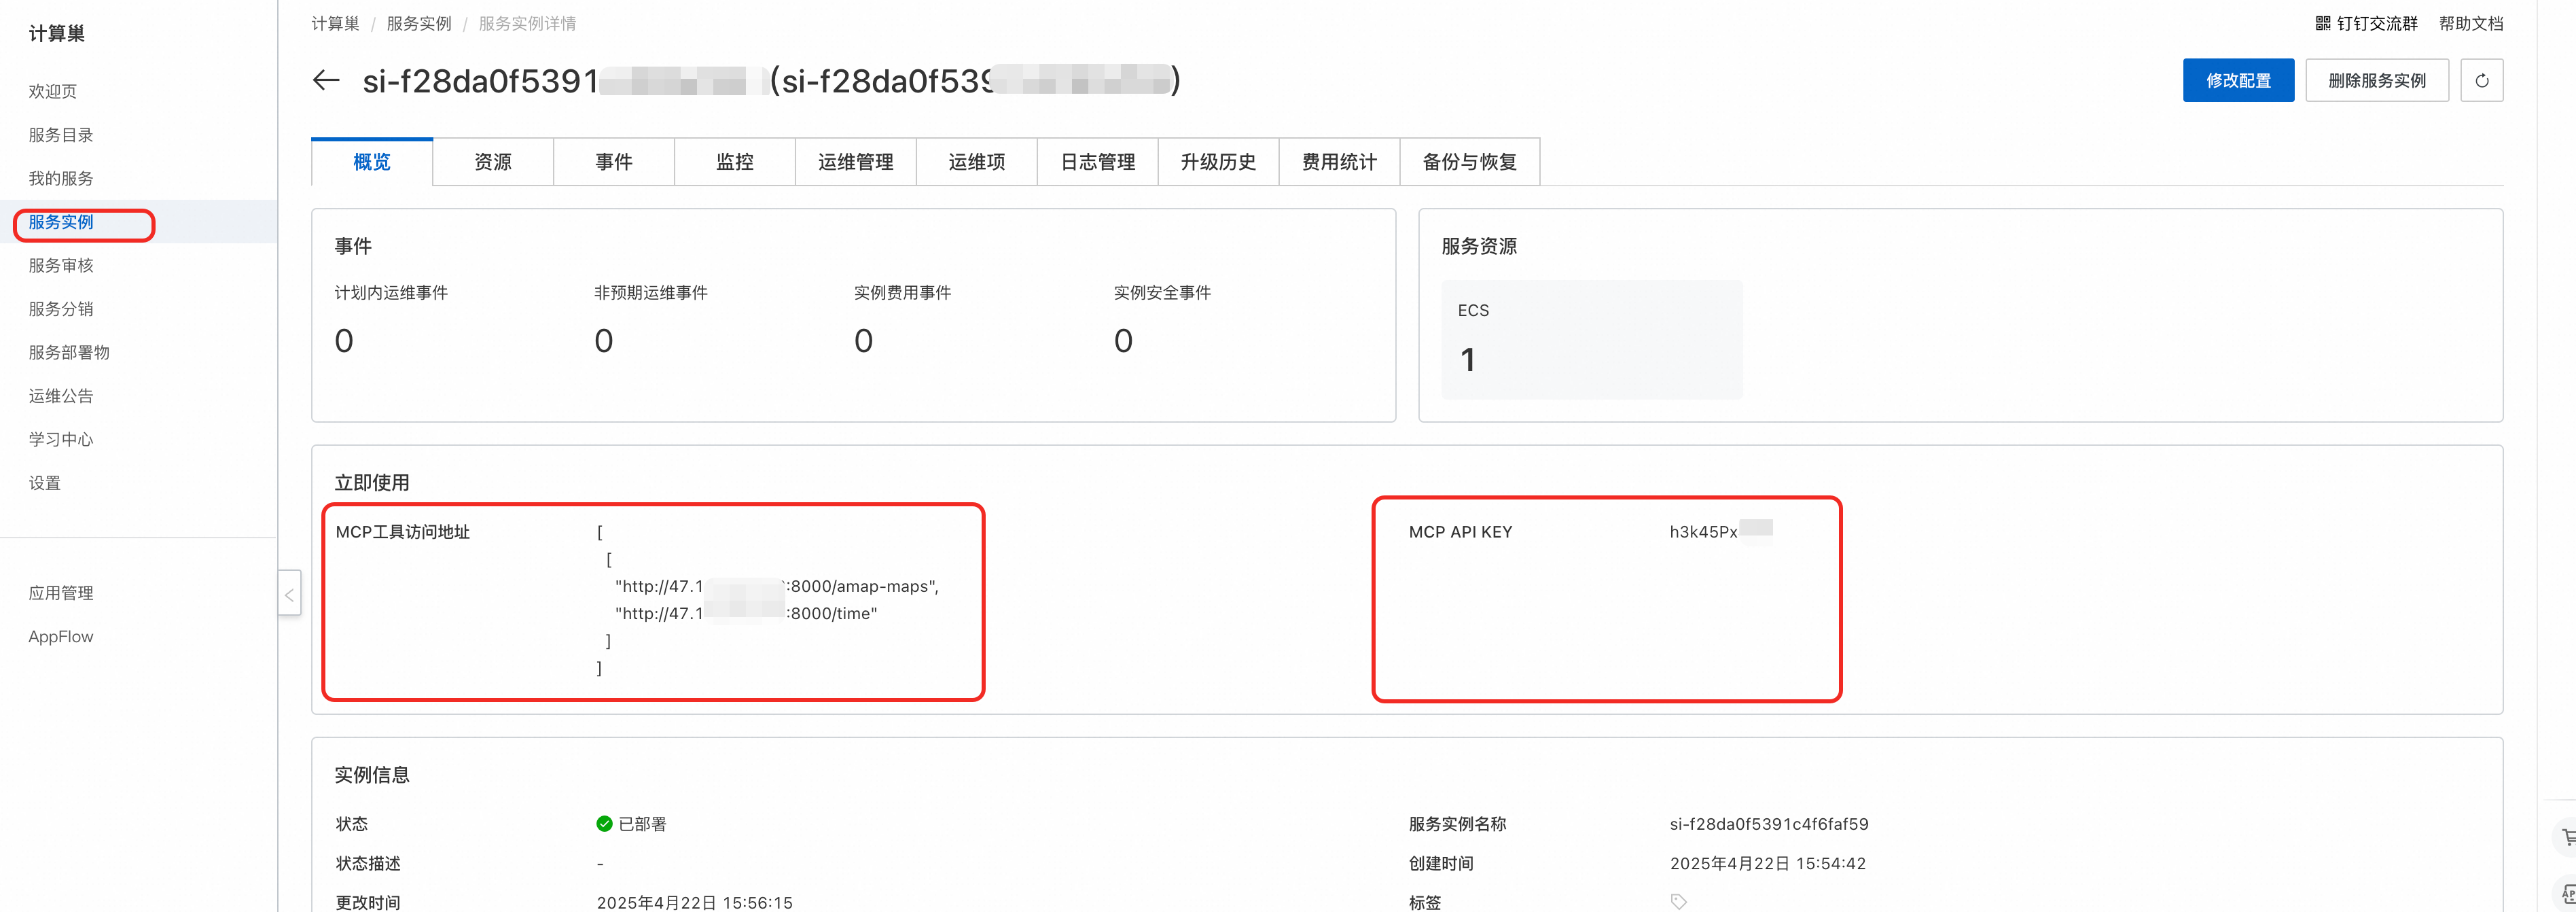 计算巢
欢迎页
服务目录
我的服务
服务实例
服务审核
服务分销
服务部署物
运维公告
学习中心
设置
应用管理
AppFlow
计算巢 / 服务实例 / 服务实例详情
钉钉交流群 帮助文档
si-f28da0f5391 (si-f28da0f539 )
修改配置 删除服务实例
概览 资源 事件 监控 运维管理 运维项 日志管理 升级历史 费用统计 备份与恢复
事件
计划内运维事件 非预期运维事件 实例费用事件 实例安全事件
0 0 0 0
服务资源
ECS
1
立即使用
MCP工具访问地址 [
[
"http://47.1 :8000/amap-maps",
"http://47.1 :8000/time"
]
]
MCP API KEY h3k45Px
实例信息
状态 已部署 服务实例名称 si-f28da0f5391c4f6faf59
状态描述 - 创建时间 2025年4月22日 15:54:42
更改时间 2025年4月22日 15:56:15 标签